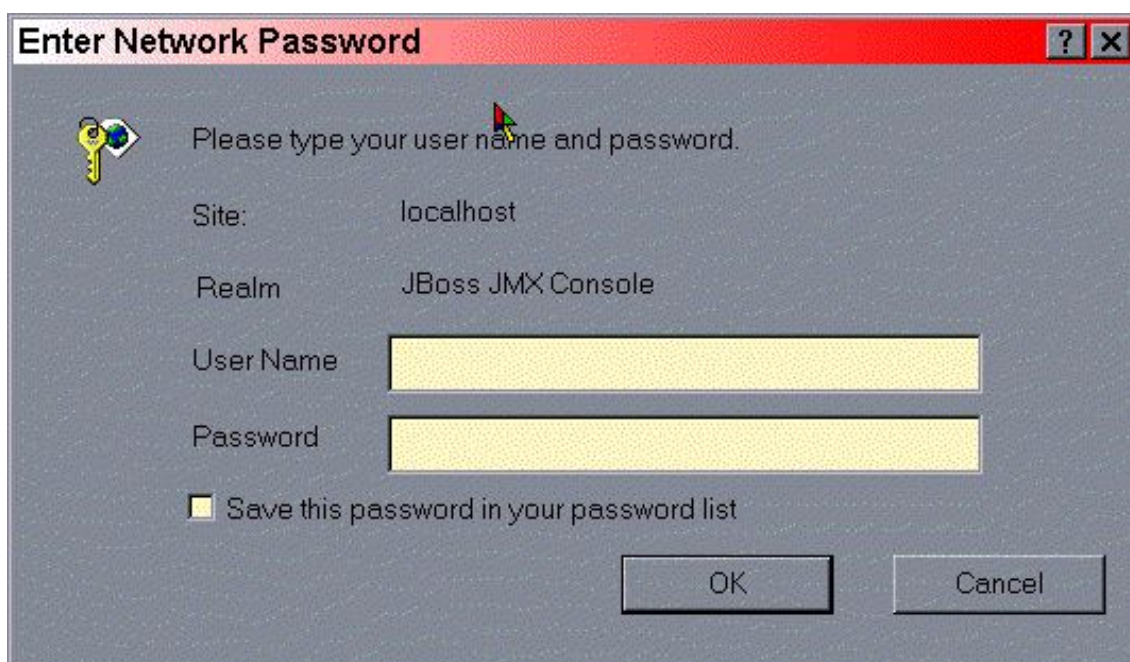 Enter Network Password
Please type your user name and password.
Site: localhost
Realm JBoss JMX Console
User Name
Password
Save this password in your password list
OK Cancel